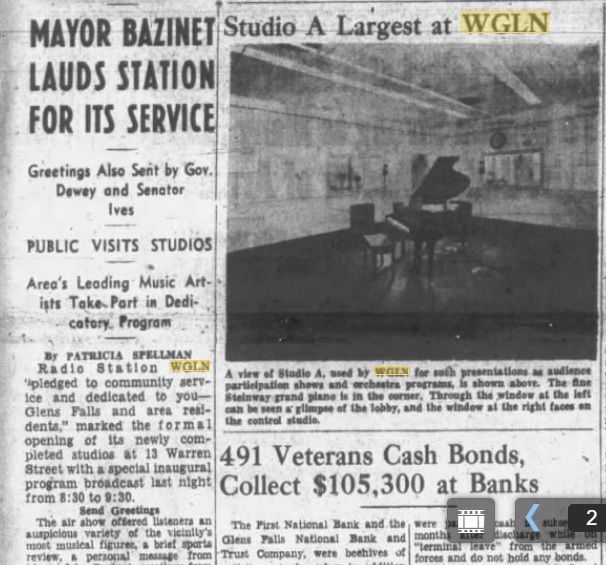 MAYOR BAZINET
LAUDS STATION
FOR ITS SERVICE
Greetings Also Sent by Gov.
Dewey and Senator
Ives
PUBLIC VISITS STUDIOS
Area's Leading Music Art-
ists Take Part in Dedi-
catory Program
By PATRICIA SPELLMAN
Radio Station WGLN
"pledged to community serv-
ice and dedicated to you—
Glens Falls and area resi-
dents," marked the formal
opening of its newly com-
pleted studios at 13 Warren
Street with a special inaugural
program broadcast last night
from 8:30 to 9:30.
Send Greetings
The air show offered listeners an
auspicious variety of the vicinity's
most musical figures, a brief sports
review, a personal message from
Studio A Largest at WGLN
A view of Studio A, used by WGLN for such presentations as audience
participation shows and orchestra programs, is shown above. The fine
Steinway grand piano is in the corner. Through the window at the left
can be seen a glimpse of the lobby, and the window at the right faces on
the control studio.
491 Veterans Cash Bonds,
Collect $105,300 at Banks
The First National Bank and the
Glens Falls National Bank and
Trust Company, were beehives of
were cash
months after discharge while on
"terminal leave" from the armed
forces and do not hold any bonds.
2